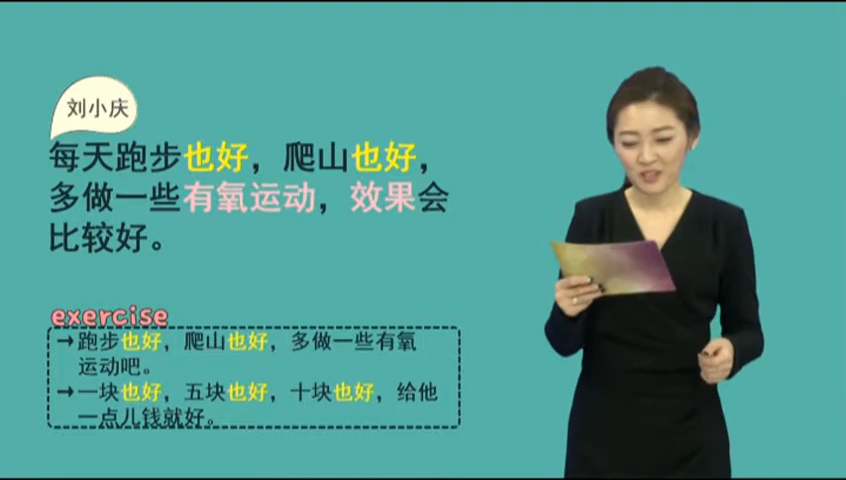 刘小庆
每天跑步也好，爬山也好，
多做一些有氧运动，效果会
比较好。
exercise
→跑步也好，爬山也好，多做一些有氧
运动吧。
→一块也好，五块也好，十块也好，给他
一点儿钱就好。